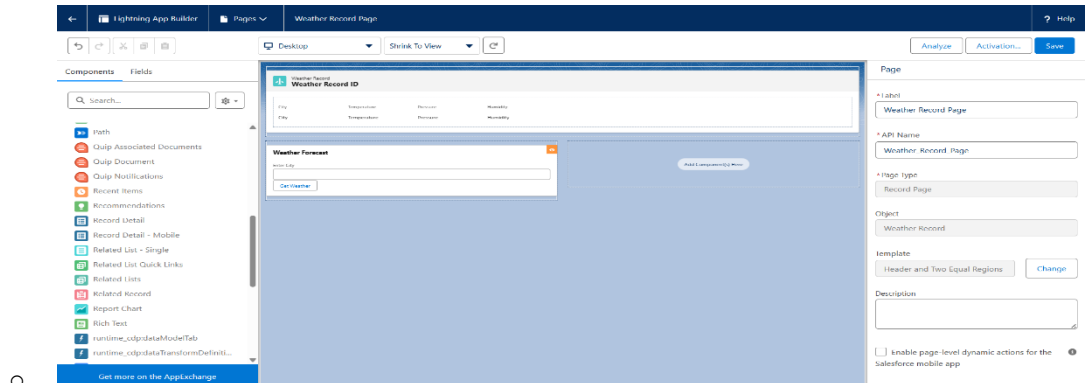 Lightning App Builder
Pages
Weather Record Page
? Help
Desktop
Shrink To View
Analyze
Activation...
Save
Components
Fields
Search...
Path
Quip Associated Documents
Quip Document
Quip Notifications
Recent Items
Recommendations
Record Detail
Record Detail - Mobile
Related List - Single
Related List Quick Links
Related Lists
Related Record
Report Chart
Rich Text
runtime_cdp:dataModelTab
runtime_cdp:dataTransformDefiniti...
Get more on the AppExchange
Weather Record
Weather Record ID
City Temperature Pressure Humidity
City Temperature Pressure Humidity
Weather Forecast
Enter City
Get Weather
Add Component(s) Here
Page
*Label
Weather Record Page
*API Name
Weather_Record_Page
*Page Type
Record Page
Object
Weather Record
Template
Header and Two Equal Regions
Change
Description
Enable page-level dynamic actions for the
Salesforce mobile app